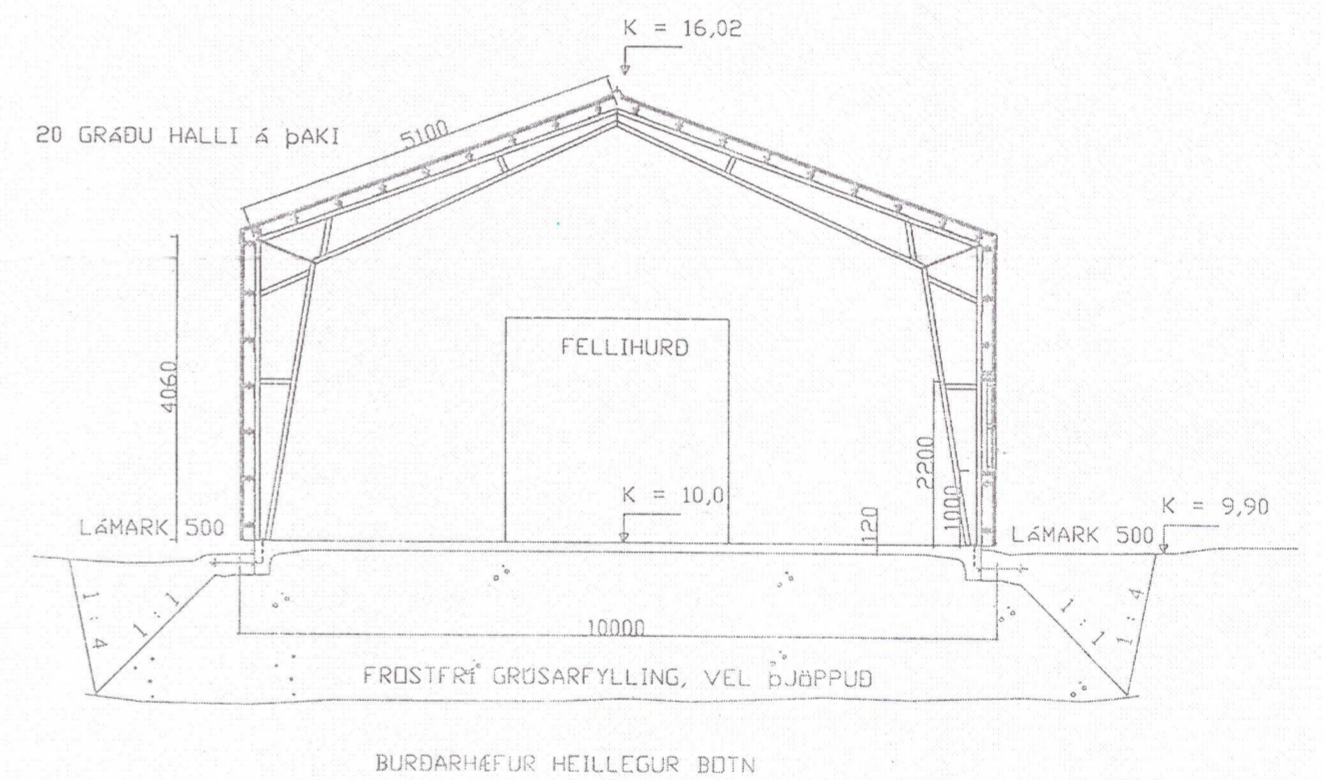 K = 16,02
20 GRÁÐU HALLI Á ÞAKI
5100
4060
FELLIHURÐ
2200
1000
120
K = 10,0
K = 9,90
LÁMARK 500
LÁMARK 500
1 : 4
1 : 1
1 : 1
1 : 4
10000
FROSTFRÍ GRÚSARFYLLING, VEL ÞJÖPPUÐ
BURÐARHÆFUR HEILLEGUR BOTN